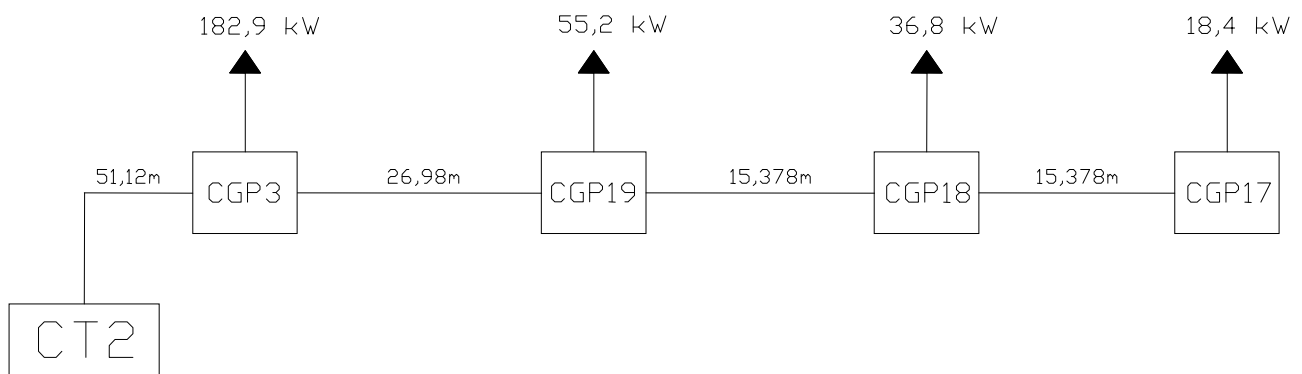 182,9 kW
55,2 kW
36,8 kW
18,4 kW
51,12m
26,98m
15,378m
15,378m
CGP3
CGP19
CGP18
CGP17
CT2